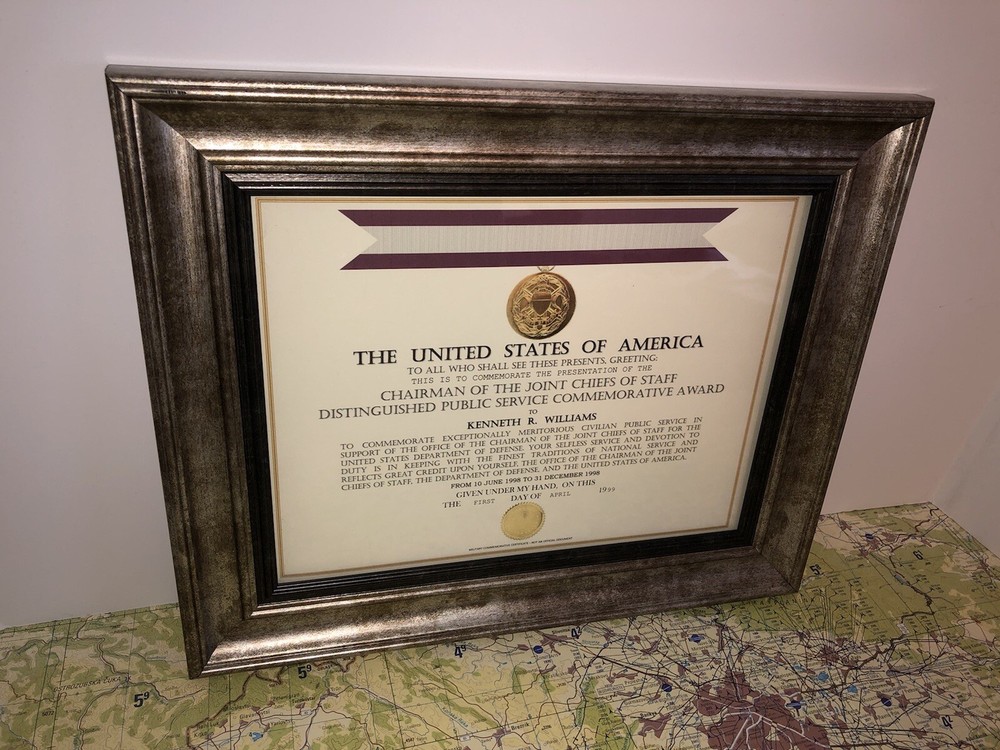 THE UNITED STATES OF AMERICA
TO ALL WHO SHALL SEE THESE PRESENTS, GREETING:
THIS IS TO COMMEMORATE THE PRESENTATION OF THE
CHAIRMAN OF THE JOINT CHIEFS OF STAFF
DISTINGUISHED PUBLIC SERVICE COMMEMORATIVE AWARD
TO
KENNETH R. WILLIAMS
TO COMMEMORATE EXCEPTIONALLY MERITORIOUS CIVILIAN PUBLIC SERVICE IN
SUPPORT OF THE OFFICE OF THE CHAIRMAN OF THE JOINT CHIEFS OF STAFF FOR THE
UNITED STATES DEPARTMENT OF DEFENSE. YOUR SELFLESS SERVICE AND DEVOTION TO
DUTY IS IN KEEPING WITH THE FINEST TRADITIONS OF NATIONAL SERVICE AND
REFLECTS GREAT CREDIT UPON YOURSELF, THE OFFICE OF THE CHAIRMAN OF THE JOINT
CHIEFS OF STAFF, THE DEPARTMENT OF DEFENSE, AND THE UNITED STATES OF AMERICA.
FROM 10 JUNE 1998 TO 31 DECEMBER 1998
GIVEN UNDER MY HAND, ON THIS
THE FIRST DAY OF APRIL 1999
5⁹
5⁹
4⁹
4²